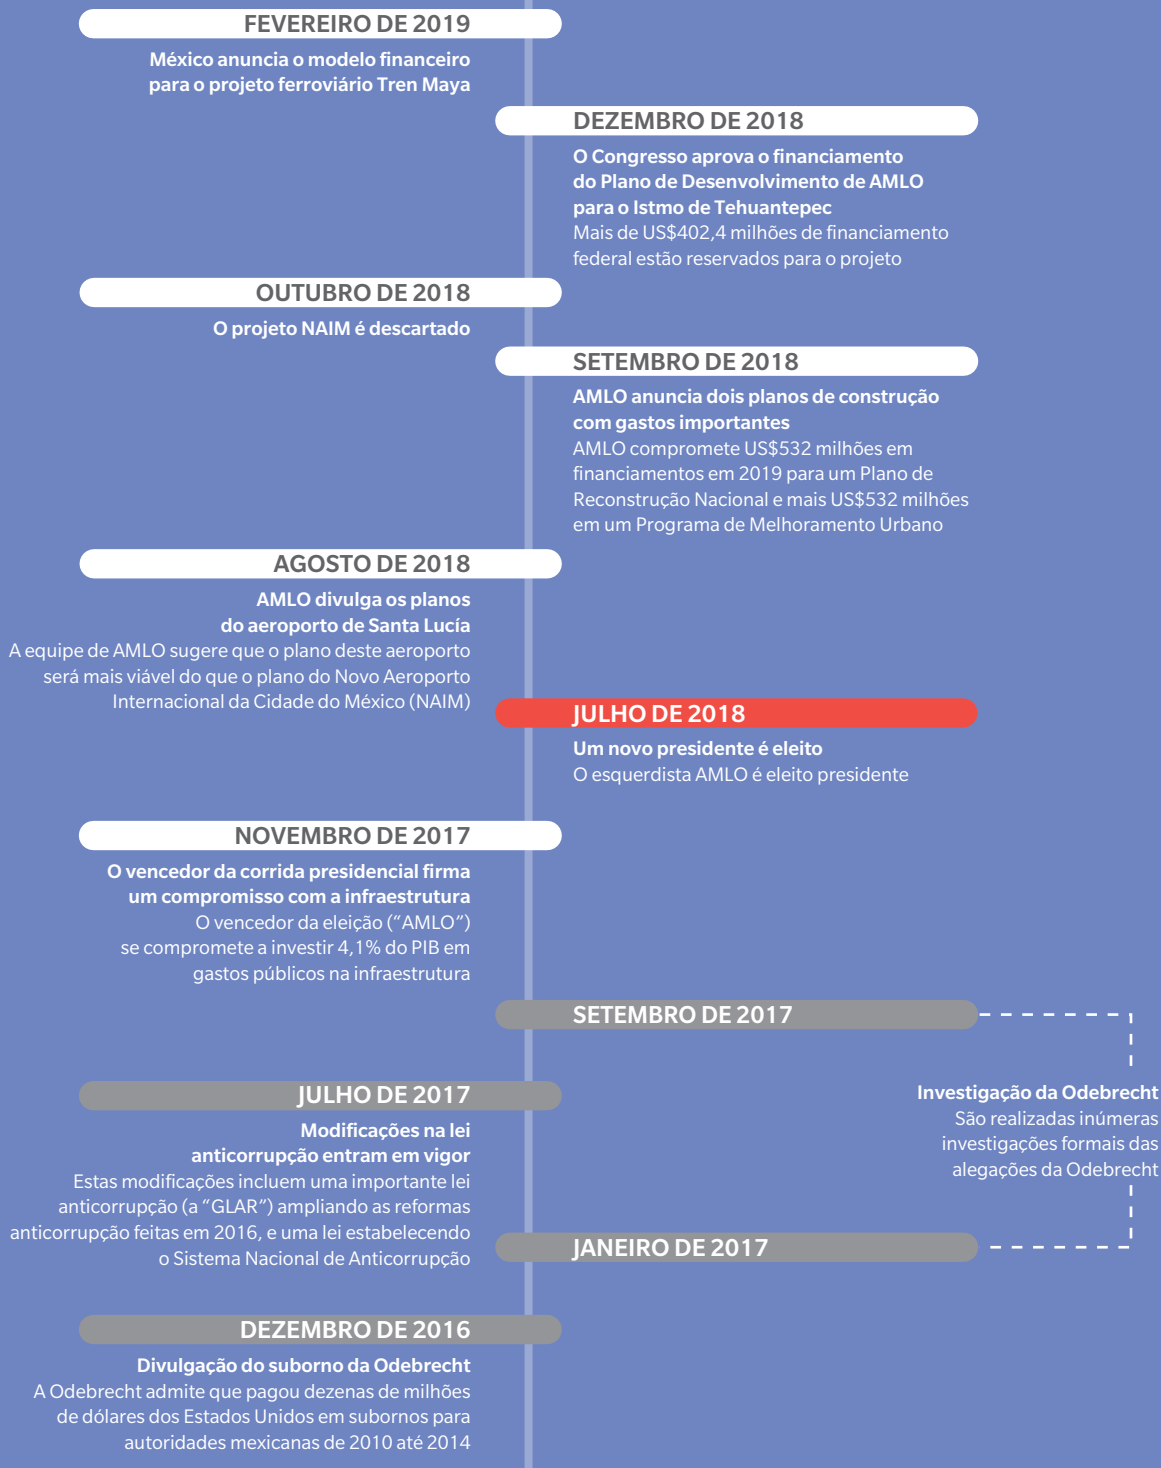 FEVEREIRO DE 2019
México anuncia o modelo financeiro
para o projeto ferroviário Tren Maya
DEZEMBRO DE 2018
O Congresso aprova o financiamento
do Plano de Desenvolvimento de AMLO
para o Istmo de Tehuantepec
Mais de US$402,4 milhões de financiamento
federal estão reservados para o projeto
OUTUBRO DE 2018
O projeto NAIM é descartado
SETEMBRO DE 2018
AMLO anuncia dois planos de construção
com gastos importantes
AMLO compromete US$532 milhões em
financiamentos em 2019 para um Plano de
Reconstrução Nacional e mais US$532 milhões
em um Programa de Melhoramento Urbano
AGOSTO DE 2018
AMLO divulga os planos
do aeroporto de Santa Lucía
A equipe de AMLO sugere que o plano deste aeroporto
será mais viável do que o plano do Novo Aeroporto
Internacional da Cidade do México (NAIM)
JULHO DE 2018
Um novo presidente é eleito
O esquerdista AMLO é eleito presidente
NOVEMBRO DE 2017
O vencedor da corrida presidencial firma
um compromisso com a infraestrutura
O vencedor da eleição (“AMLO”)
se compromete a investir 4,1% do PIB em
gastos públicos na infraestrutura
SETEMBRO DE 2017
Investigação da Odebrecht
São realizadas inúmeras
investigações formais das
alegações da Odebrecht
JULHO DE 2017
Modificações na lei
anticorrupção entram em vigor
Estas modificações incluem uma importante lei
anticorrupção (a “GLAR”) ampliando as reformas
anticorrupção feitas em 2016, e uma lei estabelecendo
o Sistema Nacional de Anticorrupção
JANEIRO DE 2017
DEZEMBRO DE 2016
Divulgação do suborno da Odebrecht
A Odebrecht admite que pagou dezenas de milhões
de dólares dos Estados Unidos em subornos para
autoridades mexicanas de 2010 até 2014